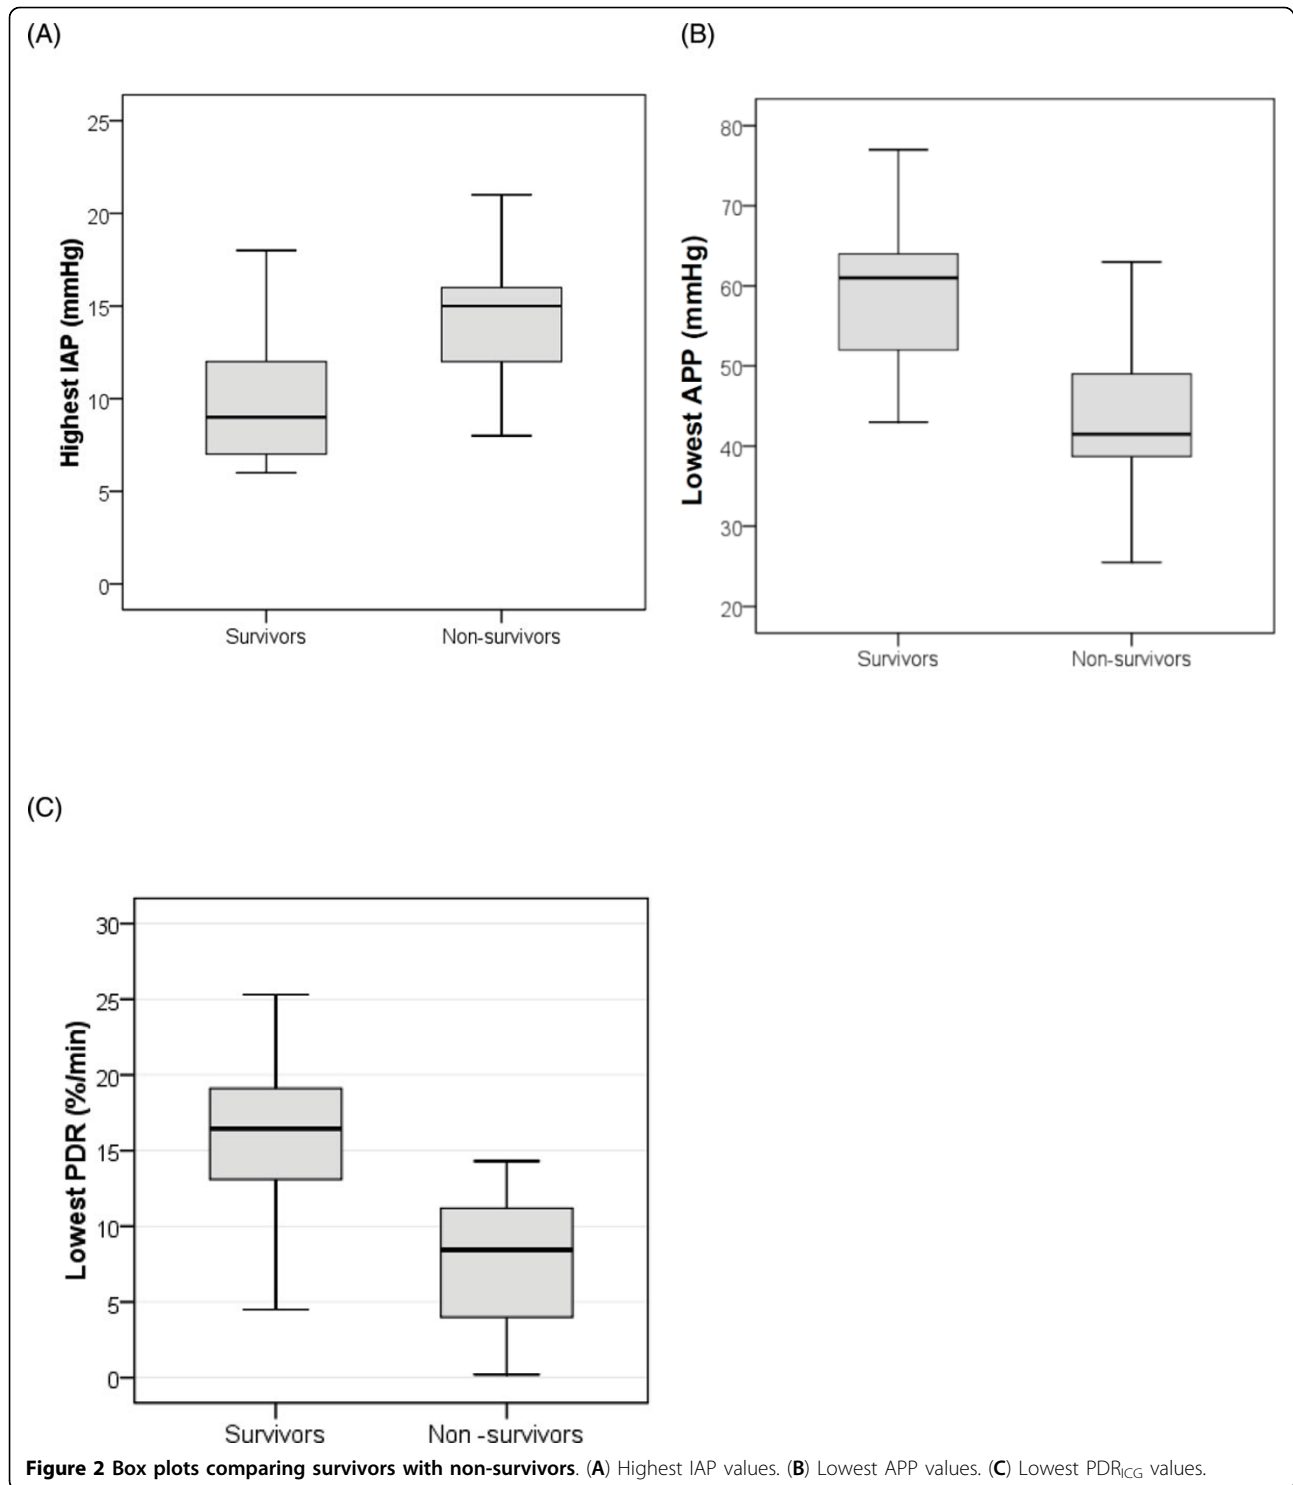 (A)
Highest IAP (mmHg)
25
20
15
10
5
0
Survivors Non-survivors
(B)
Lowest APP (mmHg)
80
70
60
50
40
30
20
Survivors Non-survivors
(C)
Lowest PDR (%/min)
30
25
20
15
10
5
0
Survivors Non -survivors
Figure 2 Box plots comparing survivors with non-survivors. (A) Highest IAP values. (B) Lowest APP values. (C) Lowest PDRICG values.